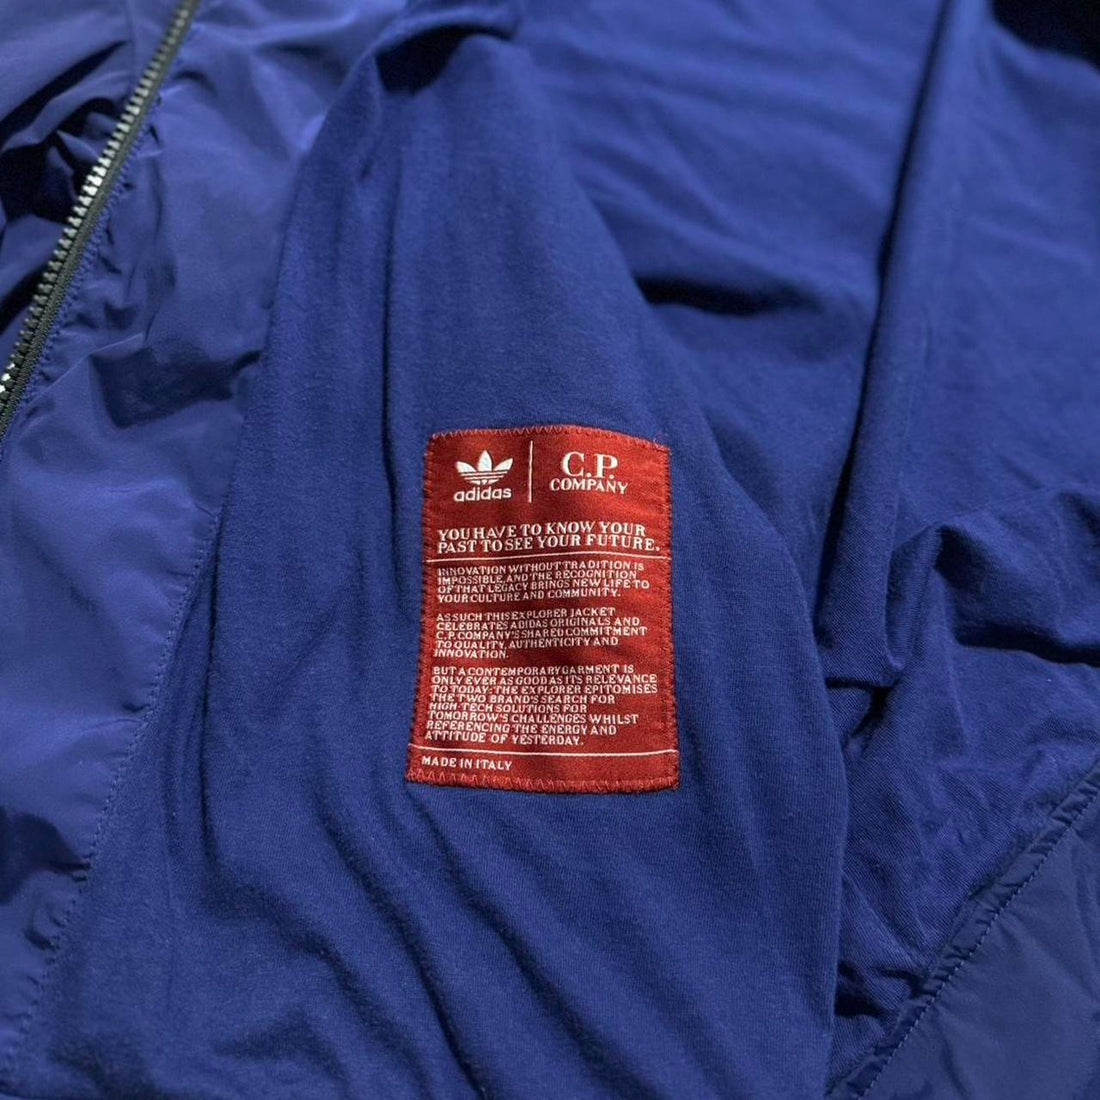 adidas
C.P.
COMPANY
YOU HAVE TO KNOW YOUR
PAST TO SEE YOUR FUTURE.
INNOVATION WITHOUT TRADITION IS
IMPOSSIBLE, AND THE RECOGNITION
OF THAT LEGACY BRINGS NEW LIFE TO
YOUR CULTURE AND COMMUNITY.
AS SUCH THIS EXPLORER JACKET
CELEBRATES ADIDAS ORIGINALS AND
C.P. COMPANY'S SHARED COMMITMENT
TO QUALITY, AUTHENTICITY AND
INNOVATION.
BUT A CONTEMPORARY GARMENT IS
ONLY EVER AS GOOD AS ITS RELEVANCE
TO TODAY: THE EXPLORER EPITOMISES
THE TWO BRAND'S SEARCH FOR
HIGH-TECH SOLUTIONS FOR
TOMORROW'S CHALLENGES WHILST
REFERENCING THE ENERGY AND
ATTITUDE OF YESTERDAY.
MADE IN ITALY